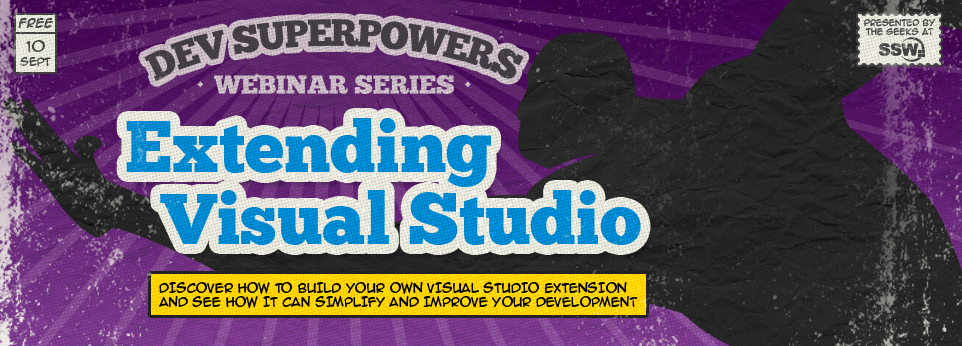 FREE
10
SEPT
DEV SUPERPOWERS
· WEBINAR SERIES ·
Extending
Visual Studio
DISCOVER HOW TO BUILD YOUR OWN VISUAL STUDIO EXTENSION
AND SEE HOW IT CAN SIMPLIFY AND IMPROVE YOUR DEVELOPMENT
PRESENTED BY
THE GEEKS AT
SSW